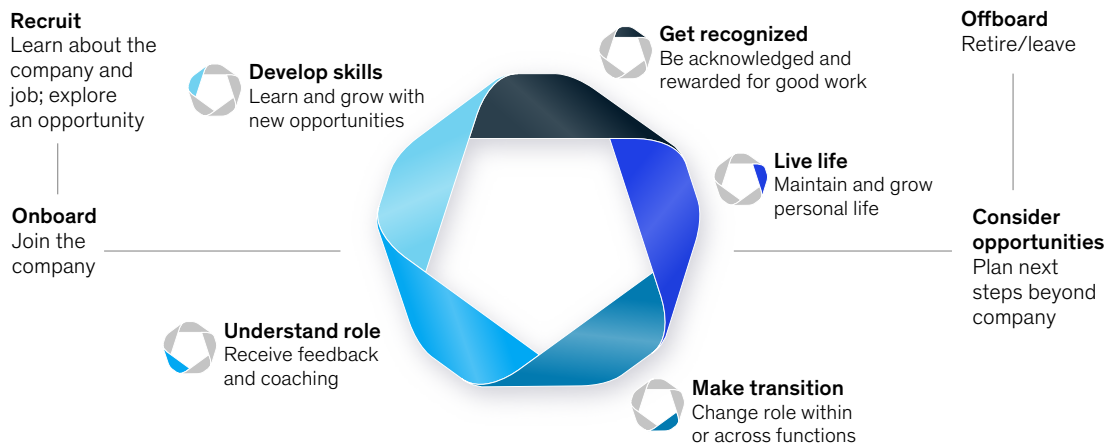 Recruit
Learn about the
company and
job; explore
an opportunity
Onboard
Join the
company
Develop skills
Learn and grow with
new opportunities
Understand role
Receive feedback
and coaching
Get recognized
Be acknowledged and
rewarded for good work
Live life
Maintain and grow
personal life
Make transition
Change role within
or across functions
Offboard
Retire/leave
Consider
opportunities
Plan next
steps beyond
company